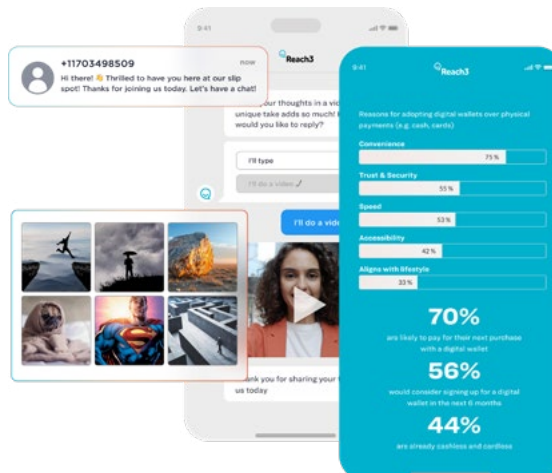 9:41
Reach3
+11703498509
now
Hi there! 👋 Thrilled to have you here at our slip
spot! Thanks for joining us today. Let's have a chat!
your thoughts in a vid
unique take adds so much!
would you like to reply?
I'll type
I'll do a video
I'll do a vide
Thank you for sharing your
us today
9:41
Reach3
Reasons for adopting digital wallets over physical
payments (e.g. cash, cards)
Convenience
75%
Trust & Security
55%
Speed
53%
Accessibility
42%
Aligns with lifestyle
33%
70%
are likely to pay for their next purchase
with a digital wallet
56%
would consider signing up for a digital
wallet in the next 6 months
44%
are already cashless and cardless